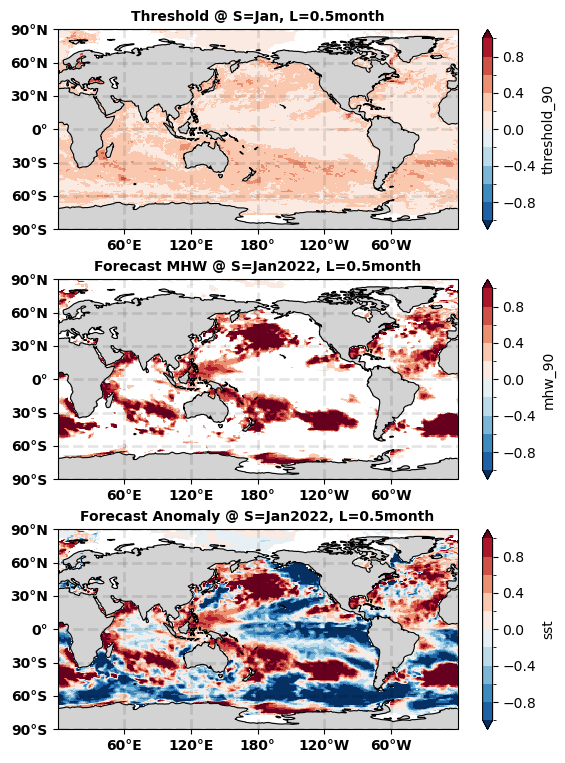 Threshold @ S=Jan, L=0.5month
90°N
60°N
30°N
0°
30°S
60°S
90°S
60°E 120°E 180° 120°W 60°W
0.8
0.4
0.0
−0.4
−0.8
threshold_90
Forecast MHW @ S=Jan2022, L=0.5month
90°N
60°N
30°N
0°
30°S
60°S
90°S
60°E 120°E 180° 120°W 60°W
0.8
0.4
0.0
−0.4
−0.8
mhw_90
Forecast Anomaly @ S=Jan2022, L=0.5month
90°N
60°N
30°N
0°
30°S
60°S
90°S
60°E 120°E 180° 120°W 60°W
0.8
0.4
0.0
−0.4
−0.8
sst